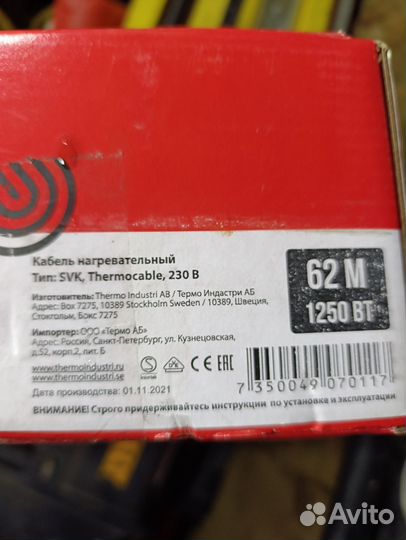 Кабель нагревательный
Тип: SVK, Thermocable, 230 В
Изготовитель: Thermo Industri AB / Термо Индастри АБ
Адрес: Box 7275, 10389 Stockholm Sweden / 10389, Швеция,
Стокгольм, Бокс 7275
Импортер: ООО «Термо АБ»
Адрес: Россия, Санкт-Петербург, ул. Кузнецовская,
д.52, корп.2, лит. Б
www.thermoindustri.ru
www.thermoindustri.se
Дата производства: 01.11.2021
62 М
1250 ВТ
S
Intertek
CE EAC
7 350049 070117
ВНИМАНИЕ! Строго придерживайтесь инструкции по установке и эксплуатации
Avito